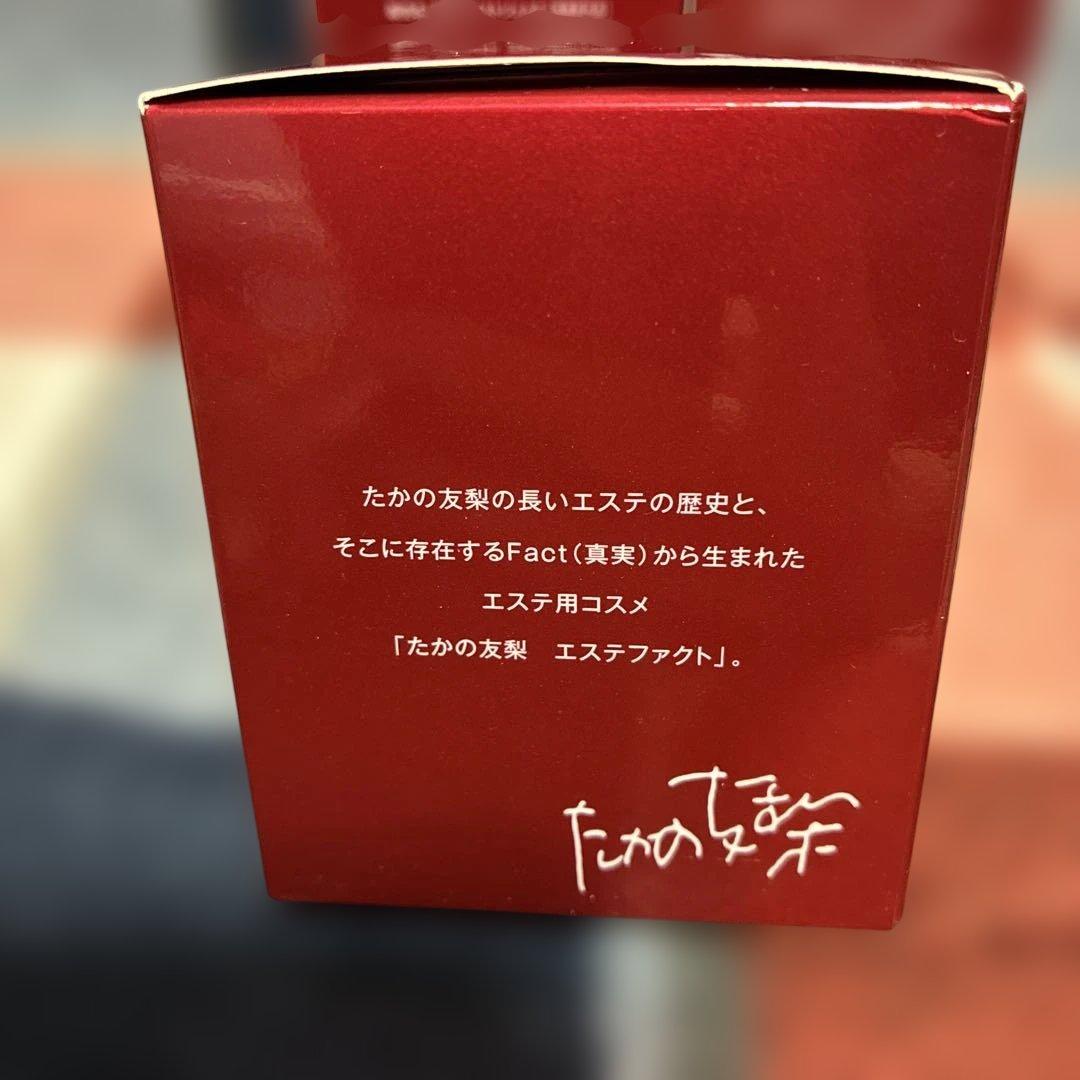 たかの友梨の長いエステの歴史と、
そこに存在するFact（真実）から生まれた
エステ用コスメ
「たかの友梨　エステファクト」。
たかの友梨